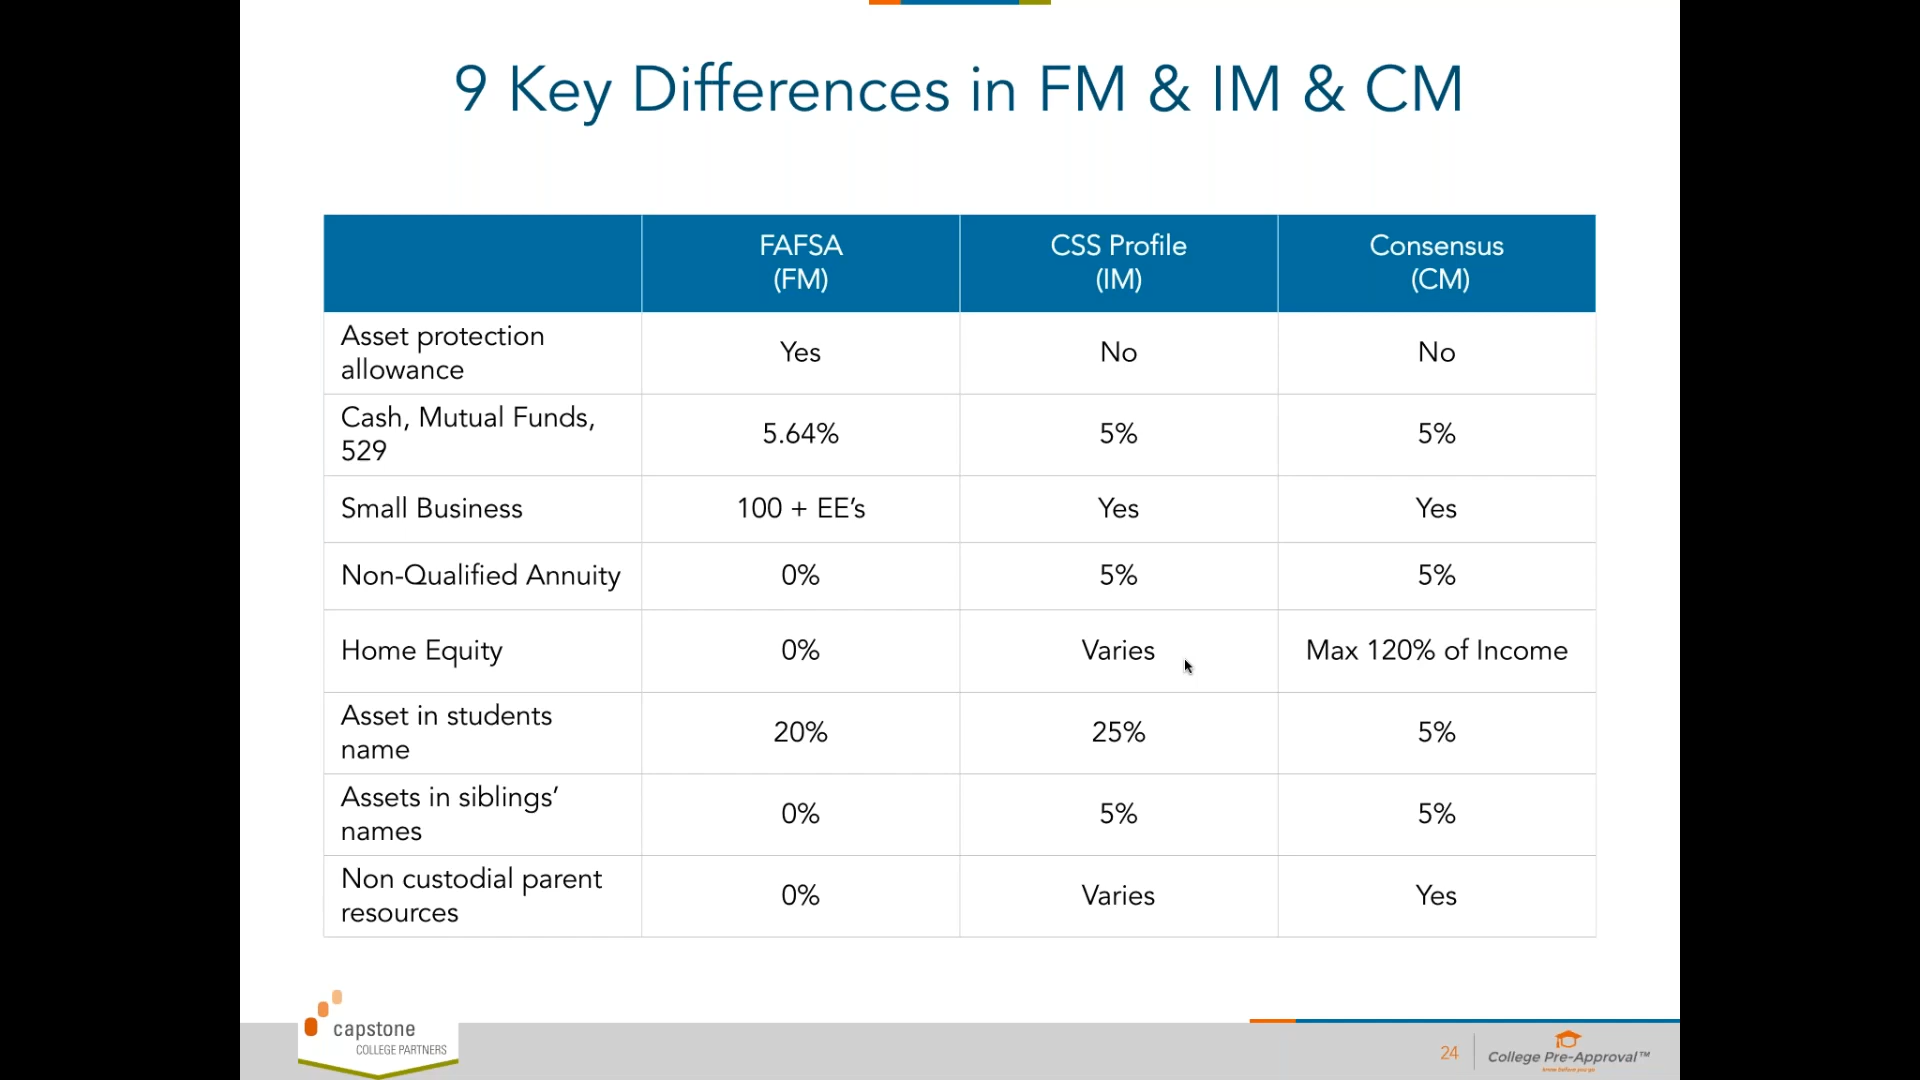 9 Key Differences in FM & IM & CM
FAFSA
(FM)
CSS Profile
(IM)
Consensus
(CM)
Asset protection
allowance
Yes
No
No
Cash, Mutual Funds,
529
5.64%
5%
5%
Small Business
100 + EE’s
Yes
Yes
Non-Qualified Annuity
0%
5%
5%
Home Equity
0%
Varies
Max 120% of Income
Asset in students
name
20%
25%
5%
Assets in siblings’
names
0%
5%
5%
Non custodial parent
resources
0%
Varies
Yes
capstone
COLLEGE PARTNERS
24
College Pre-Approval™
know before you go